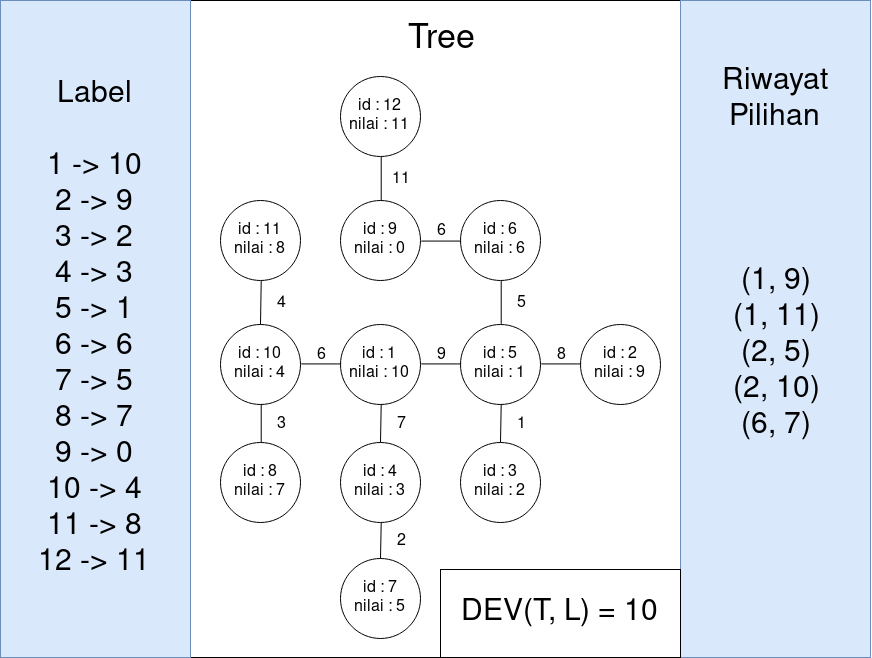 Label
1 -> 10
2 -> 9
3 -> 2
4 -> 3
5 -> 1
6 -> 6
7 -> 5
8 -> 7
9 -> 0
10 -> 4
11 -> 8
12 -> 11
Tree
id : 12
nilai : 11
11
id : 11
nilai : 8
id : 9
nilai : 0
6
id : 6
nilai : 6
4
5
id : 10
nilai : 4
6
id : 1
nilai : 10
9
id : 5
nilai : 1
8
id : 2
nilai : 9
3
7
1
id : 8
nilai : 7
id : 4
nilai : 3
id : 3
nilai : 2
2
id : 7
nilai : 5
DEV(T, L) = 10
Riwayat
Pilihan
(1, 9)
(1, 11)
(2, 5)
(2, 10)
(6, 7)